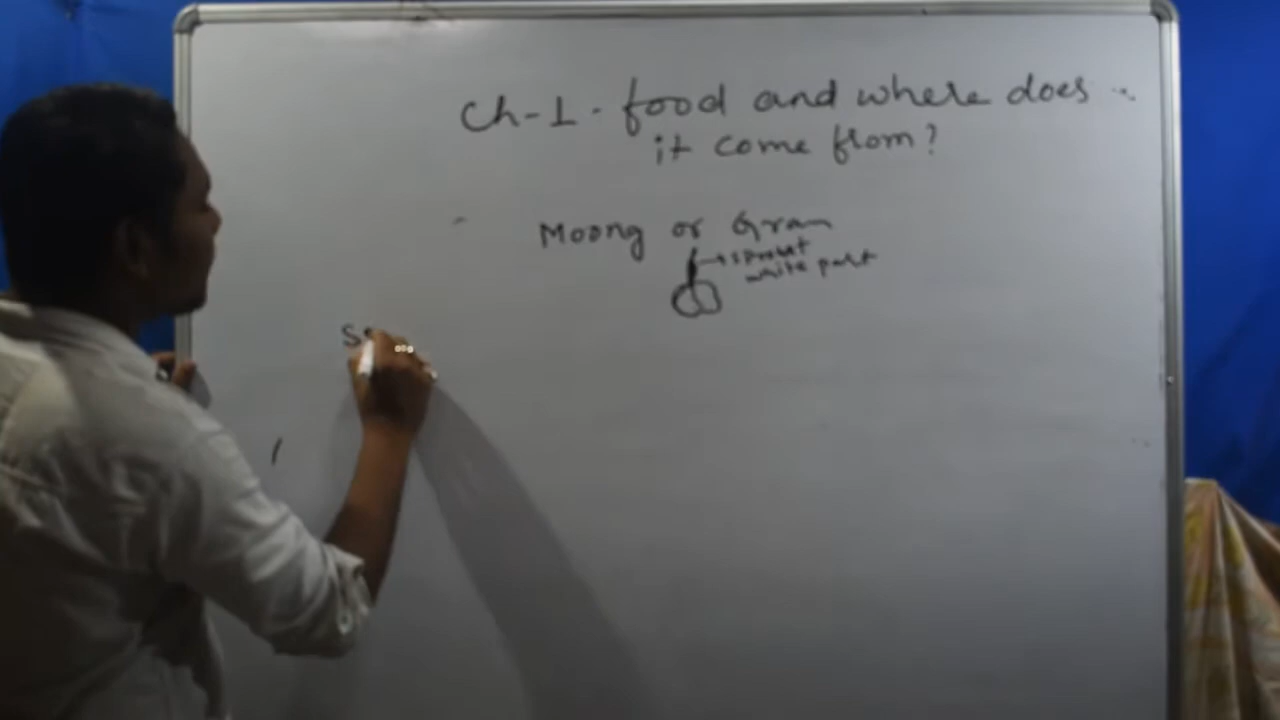 Ch-1. food and where does ..
it come from?
Moong or Gram
sprout
white part